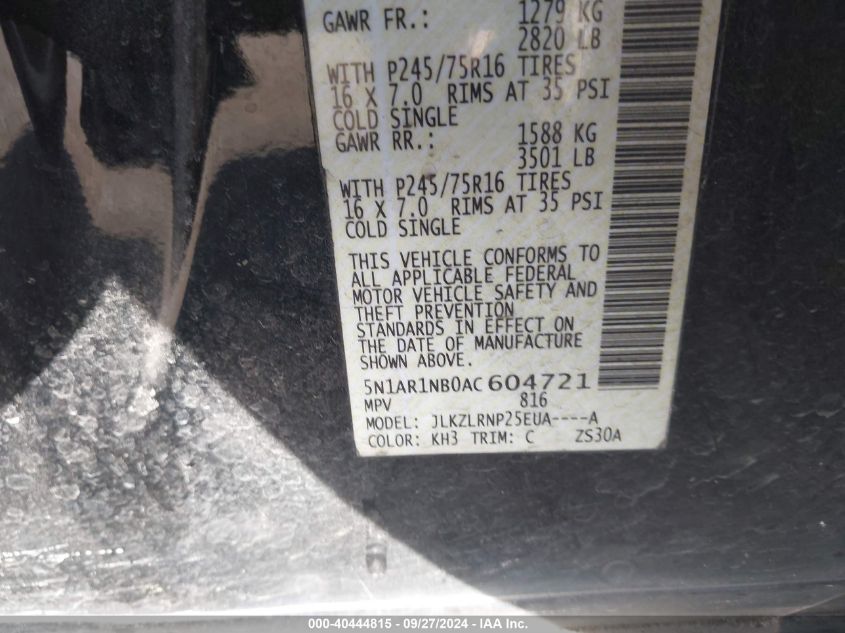 GAWR FR.: 1279 KG
2820 LB
WITH P245/75R16 TIRES
16 X 7.0 RIMS AT 35 PSI
COLD SINGLE
GAWR RR.: 1588 KG
3501 LB
WITH P245/75R16 TIRES
16 X 7.0 RIMS AT 35 PSI
COLD SINGLE
THIS VEHICLE CONFORMS TO
ALL APPLICABLE FEDERAL
MOTOR VEHICLE SAFETY AND
THEFT PREVENTION
STANDARDS IN EFFECT ON
THE DATE OF MANUFACTURE
SHOWN ABOVE.
5N1AR1NB0AC604721
MPV 816
MODEL: JLKZLRNP25EUA----A
COLOR: KH3 TRIM: C ZS30A
000-40444815 - 09/27/2024 - IAA Inc.